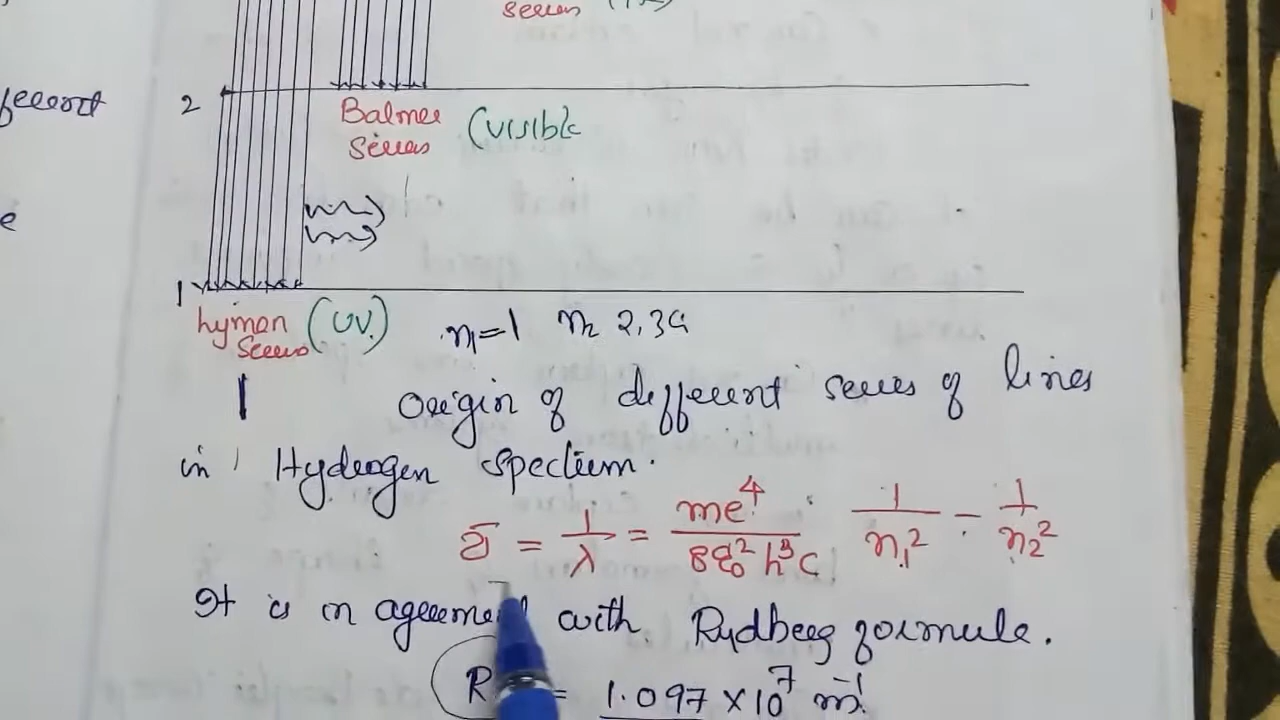 series
2
Balmer (visible
Series
e
1
Lyman (UV.) n₁=1 n₂ 2,3,4
Series
Origin of different series of lines
in Hydrogen spectrum.
ν̄ = 1/λ = me⁴/8ε₀²h³c 1/n₁² - 1/n₂²
It is in agreement with Rydberg formula.
R = 1.097 × 10⁷ m⁻¹